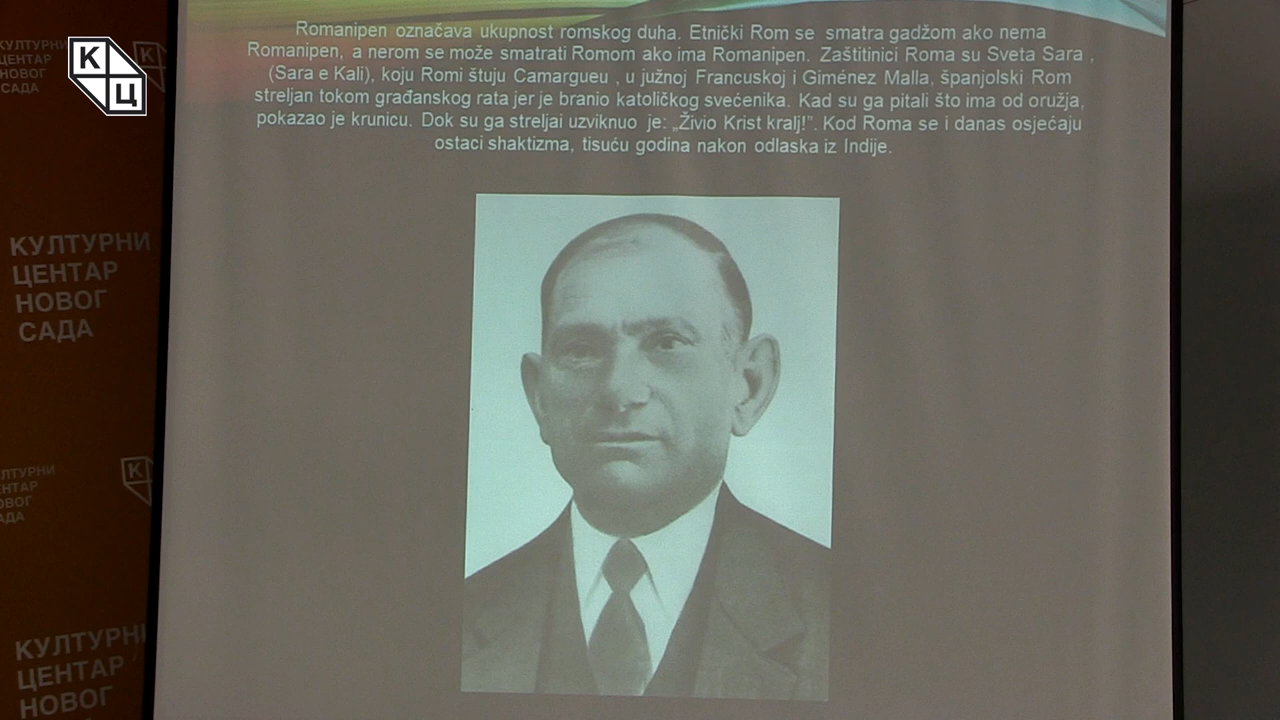 КУЛТУРНИ
ЦЕНТАР
НОВОГ
САДА
К
Ц
Romanipen označava ukupnost romskog duha. Etnički Rom se smatra gadžom ako nema
Romanipen, a nerom se može smatrati Romom ako ima Romanipen. Zaštitinici Roma su Sveta Sara ,
(Sara e Kali), koju Romi štuju Camargueu , u južnoj Francuskoj i Giménez Malla, španjolski Rom
streljan tokom građanskog rata jer je branio katoličkog svećenika. Kad su ga pitali što ima od oružja,
pokazao je krunicu. Dok su ga streljai uzviknuo je: „Živio Krist kralj!”. Kod Roma se i danas osjećaju
ostaci shaktizma, tisuću godina nakon odlaska iz Indije.
КУЛТУРНИ
ЦЕНТАР
НОВОГ
САДА
К
КУЛТУРНИ
ЦЕНТАР
НОВОГ